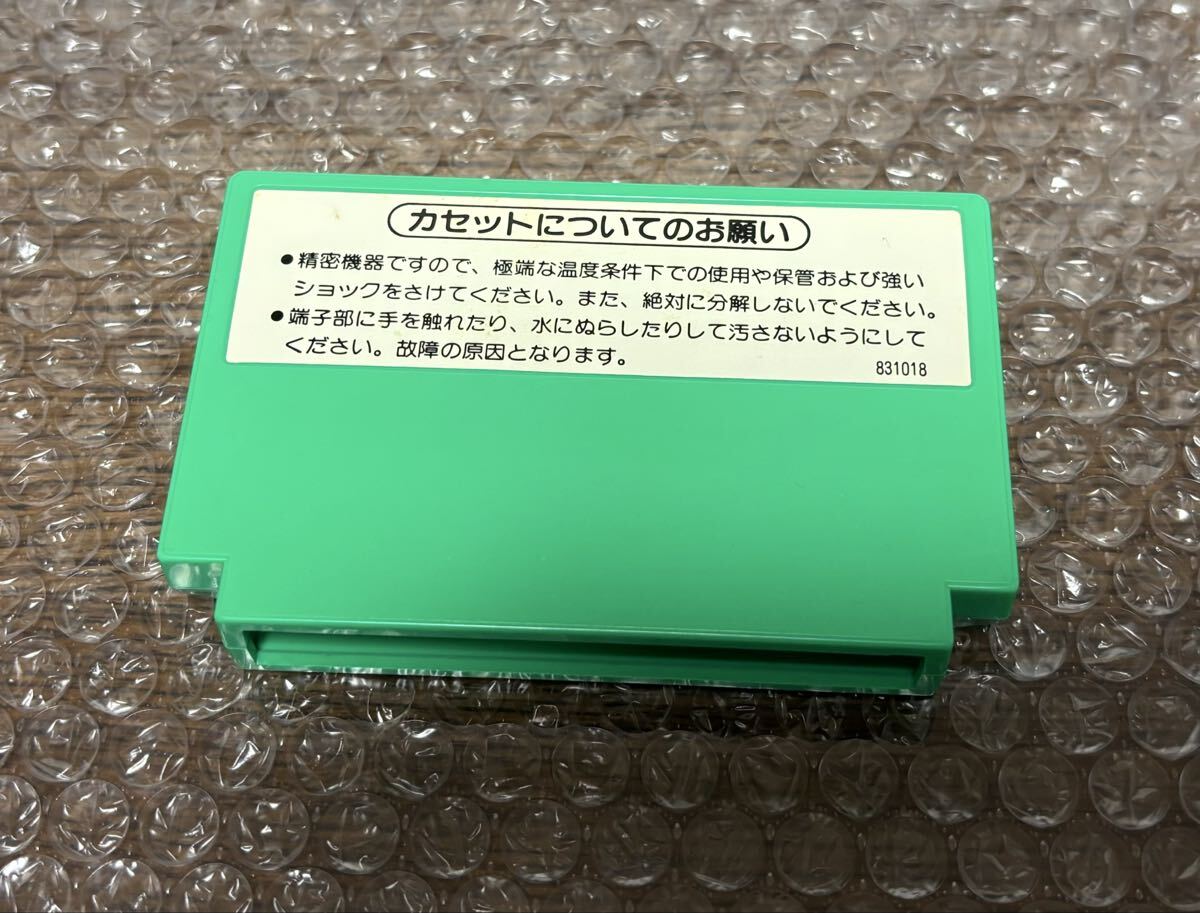 カセットについてのお願い
●精密機器ですので、極端な温度条件下での使用や保管および強い
ショックをさけてください。また、絶対に分解しないでください。
●端子部に手を触れたり、水にぬらしたりして汚さないようにして
ください。故障の原因となります。
831018